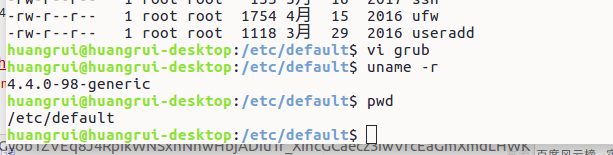 -rw-r--r-- 1 root root 1754 4月 15 2016 ufw
-rw-r--r-- 1 root root 1118 3月 29 2016 useradd
huangrui@huangrui-desktop:/etc/default$ vi grub
huangrui@huangrui-desktop:/etc/default$ uname -r
4.4.0-98-generic
huangrui@huangrui-desktop:/etc/default$ pwd
/etc/default
huangrui@huangrui-desktop:/etc/default$